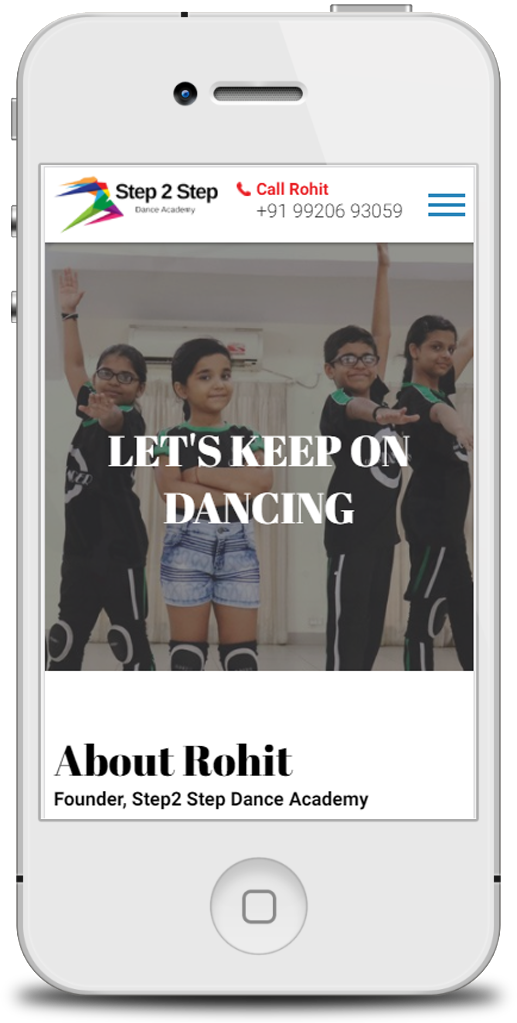 Step 2 Step
Dance Academy
Call Rohit
+91 99206 93059
LET'S KEEP ON
DANCING
About Rohit
Founder, Step2 Step Dance Academy